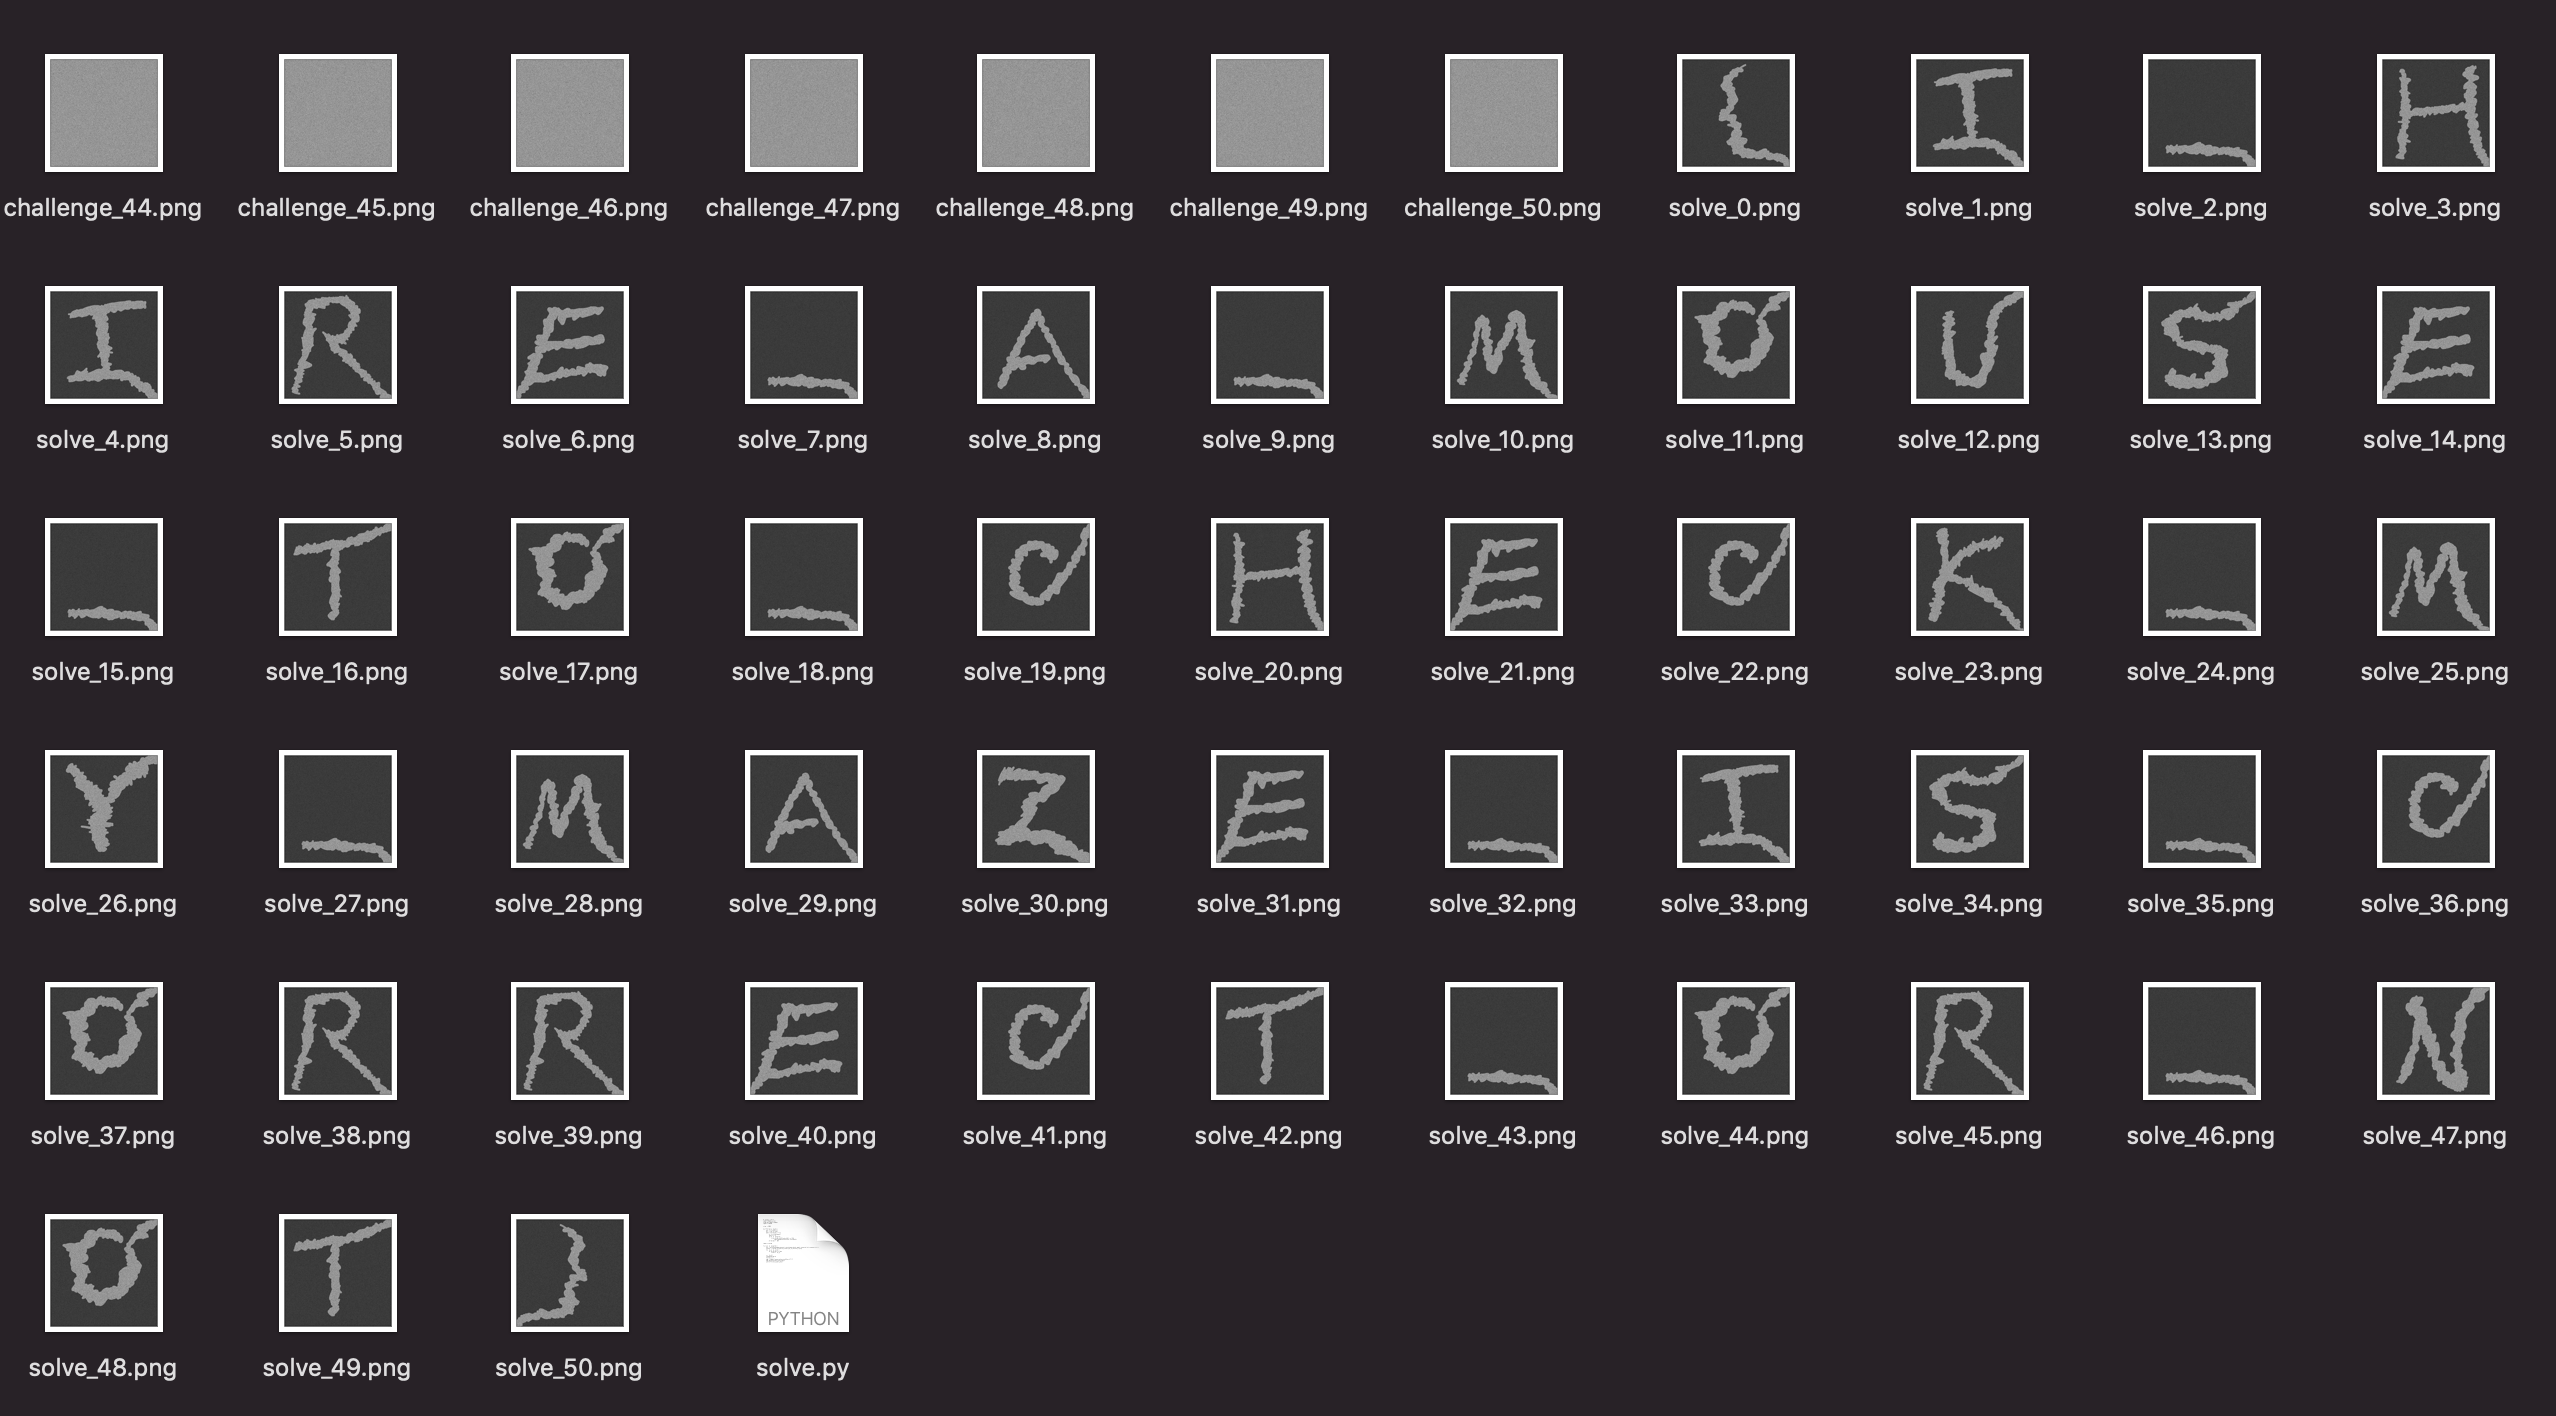 { I _ H
challenge_44.png challenge_45.png challenge_46.png challenge_47.png challenge_48.png challenge_49.png challenge_50.png solve_0.png solve_1.png solve_2.png solve_3.png
I R E _ A _ M O U S E
solve_4.png solve_5.png solve_6.png solve_7.png solve_8.png solve_9.png solve_10.png solve_11.png solve_12.png solve_13.png solve_14.png
_ T O _ C H E C K _ M
solve_15.png solve_16.png solve_17.png solve_18.png solve_19.png solve_20.png solve_21.png solve_22.png solve_23.png solve_24.png solve_25.png
Y _ M A Z E _ I S _ C
solve_26.png solve_27.png solve_28.png solve_29.png solve_30.png solve_31.png solve_32.png solve_33.png solve_34.png solve_35.png solve_36.png
O R R E C T _ O R _ N
solve_37.png solve_38.png solve_39.png solve_40.png solve_41.png solve_42.png solve_43.png solve_44.png solve_45.png solve_46.png solve_47.png
O T } PYTHON
solve_48.png solve_49.png solve_50.png solve.py